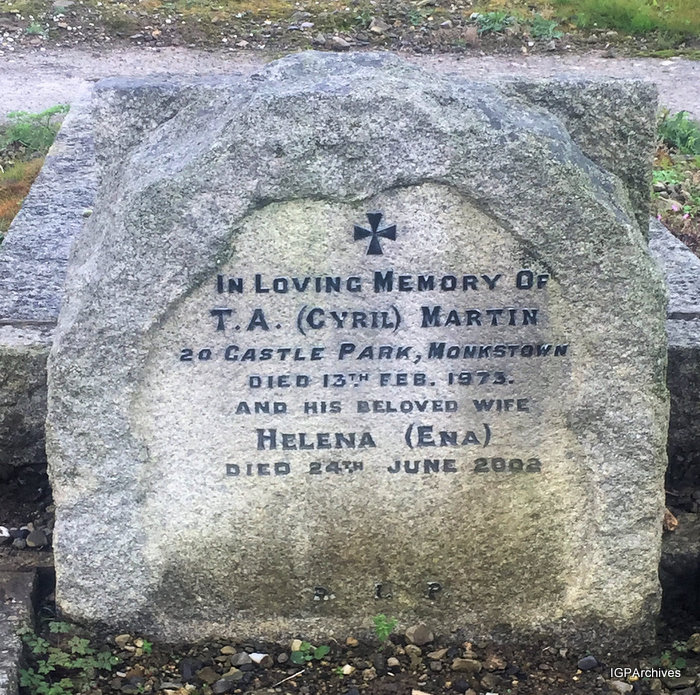 IN LOVING MEMORY OF
T.A. (CYRIL) MARTIN
20 CASTLE PARK, MONKSTOWN
DIED 13TH FEB. 1973.
AND HIS BELOVED WIFE
HELENA (ENA)
DIED 24TH JUNE 2002
R I P
IGPArchives